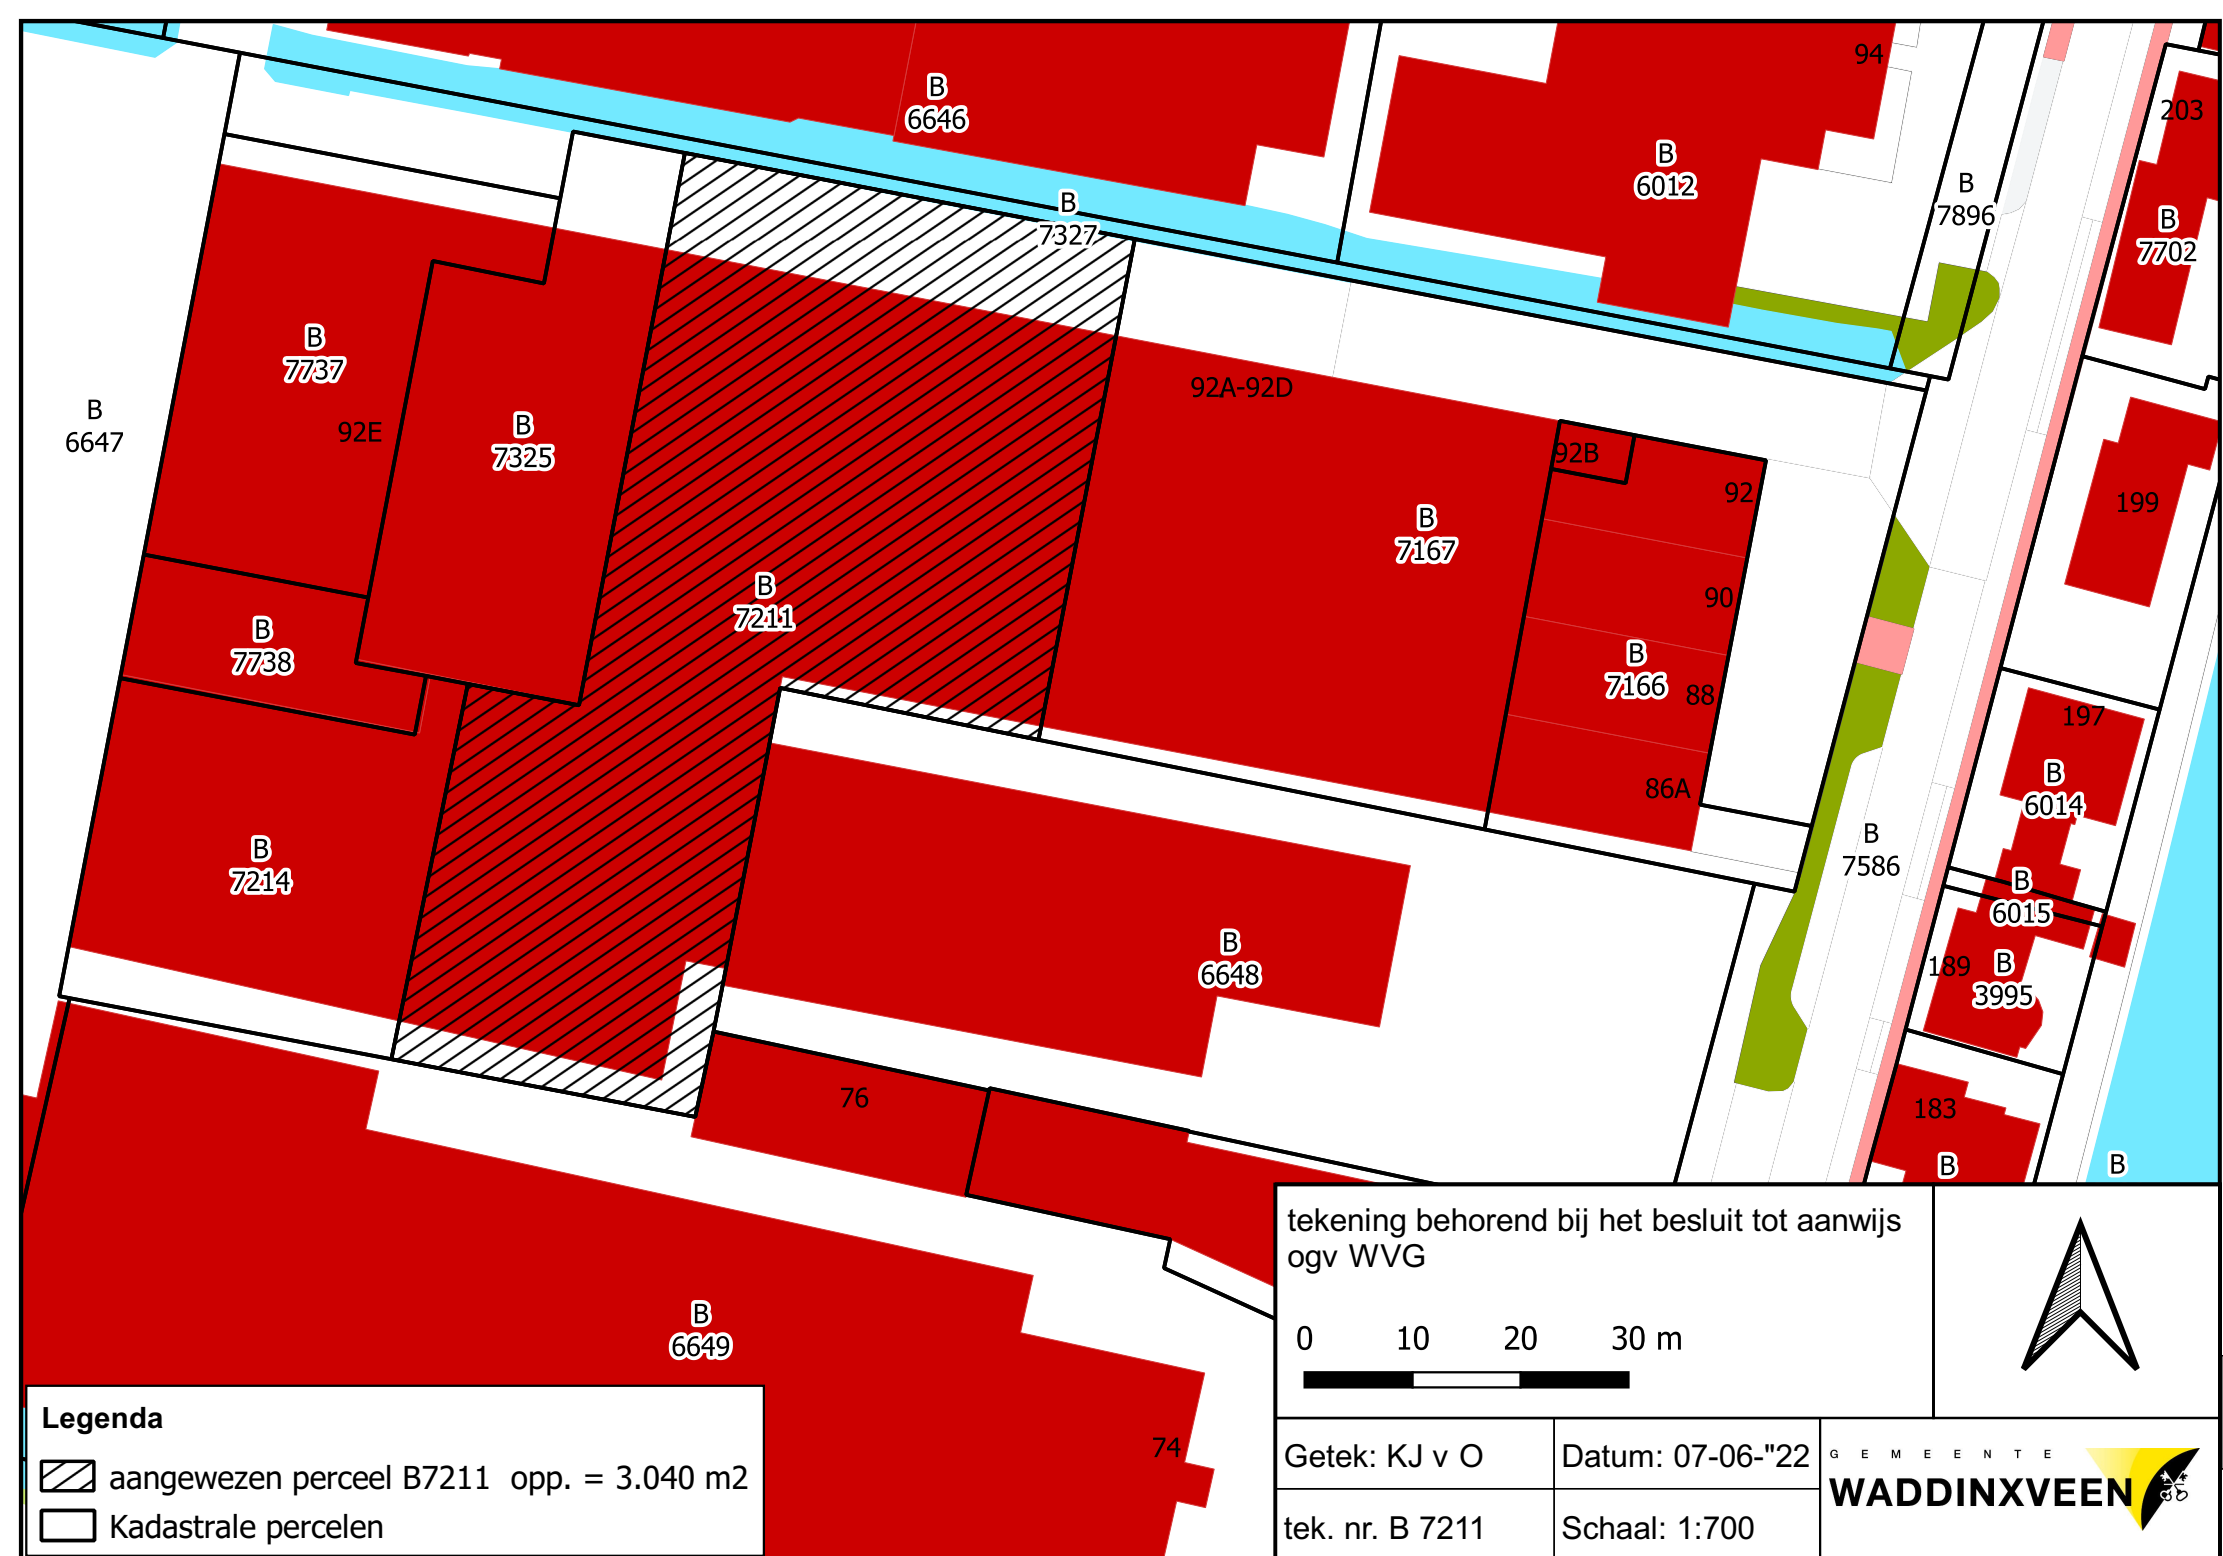 94
203
B
6646
B
6012
B
7896
B
7327
B
7702
B
7737
92E
B
6647
B
7325
92A-92D
92B
92
199
B
7167
90
B
7211
B
7738
B
7166
88
197
86A
B
6014
B
7586
B
7214
B
6015
B
6648
189
B
3995
76
183
B
B
B
6649
74
tekening behorend bij het besluit tot aanwijs
ogv WVG
0 10 20 30 m
Getek: KJ v O
Datum: 07-06-"22
tek. nr. B 7211
Schaal: 1:700
GEMEENTE
WADDINXVEEN
Legenda
aangewezen perceel B7211 opp. = 3.040 m2
Kadastrale percelen